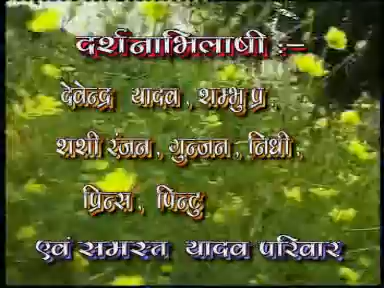 दर्शनाभिलाषी :–
देवेन्द्र यादव , शम्भु प्र .
शशी रंजन , गुन्जन , निधी ,
प्रिन्स , पिन्टु
एवं समस्त यादव परिवार